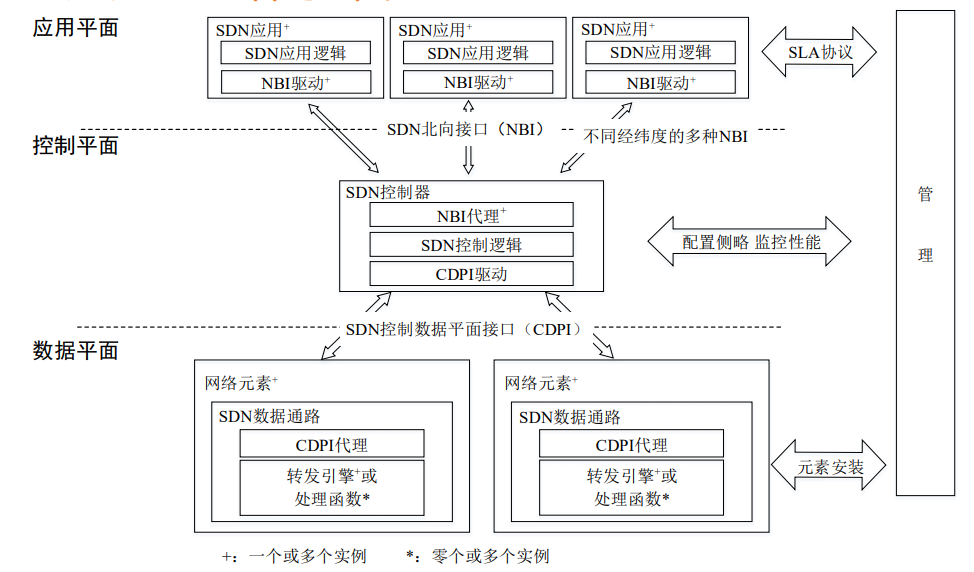 应用平面
SDN应用+
SDN应用逻辑
NBI驱动+
SDN应用+
SDN应用逻辑
NBI驱动+
SDN应用+
SDN应用逻辑
NBI驱动+
SLA协议
SDN北向接口（NBI）
不同经纬度的多种NBI
控制平面
SDN控制器
NBI代理+
SDN控制逻辑
CDPI驱动
配置侧略 监控性能
管
理
SDN控制数据平面接口（CDPI）
数据平面
网络元素+
SDN数据通路
CDPI代理
转发引擎+或
处理函数*
网络元素+
SDN数据通路
CDPI代理
转发引擎+或
处理函数*
元素安装
+：一个或多个实例
*：零个或多个实例